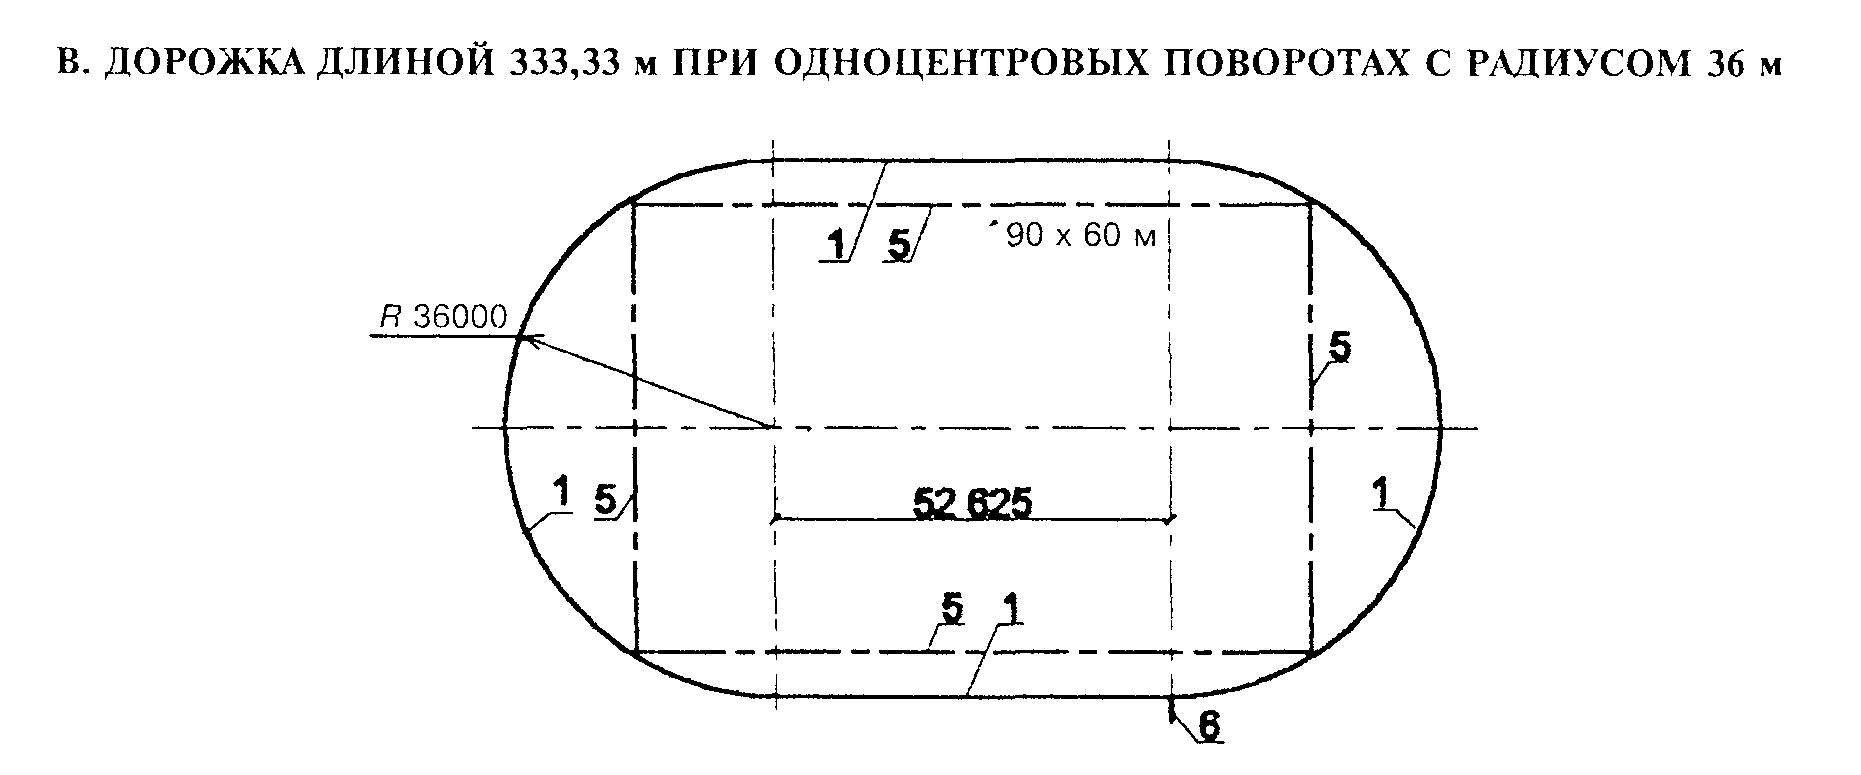 В. ДОРОЖКА ДЛИНОЙ 333,33 м ПРИ ОДНОЦЕНТРОВЫХ ПОВОРОТАХ С РАДИУСОМ 36 м
1 5 90 x 60 м
R 36000
5
1 5 52 625 1
5 1
6